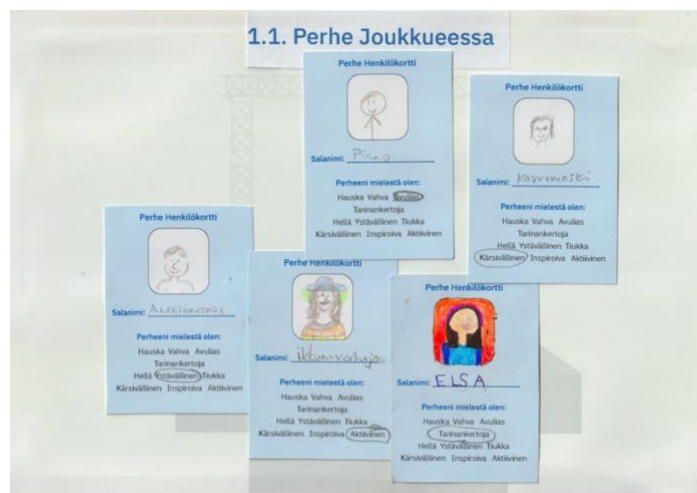 1.1. Perhe Joukkueessa
Perhe Henkilökortti
Salanimi:
Perheeni mielestä olen:
Hauska Vahva Avulias
Tarinankertoja
Hellä Ystävällinen Tiukka
Kärsivällinen Inspiroiva Aktiivinen
Perhe Henkilökortti
Salanimi:
Perheeni mielestä olen:
Hauska Vahva Avulias
Tarinankertoja
Hellä Ystävällinen Tiukka
Kärsivällinen Inspiroiva Aktiivinen
Perhe Henkilökortti
Salanimi: ALEKSANTERI
Perheeni mielestä olen:
Hauska Vahva Avulias
Tarinankertoja
Hellä Ystävällinen Tiukka
Kärsivällinen Inspiroiva Aktiivinen
Perhe Henkilökortti
Salanimi:
Perheeni mielestä olen:
Hauska Vahva Avulias
Tarinankertoja
Hellä Ystävällinen Tiukka
Kärsivällinen Inspiroiva Aktiivinen
Perhe Henkilökortti
Salanimi: ELSA
Perheeni mielestä olen:
Hauska Vahva Avulias
Tarinankertoja
Hellä Ystävällinen Tiukka
Kärsivällinen Inspiroiva Aktiivinen